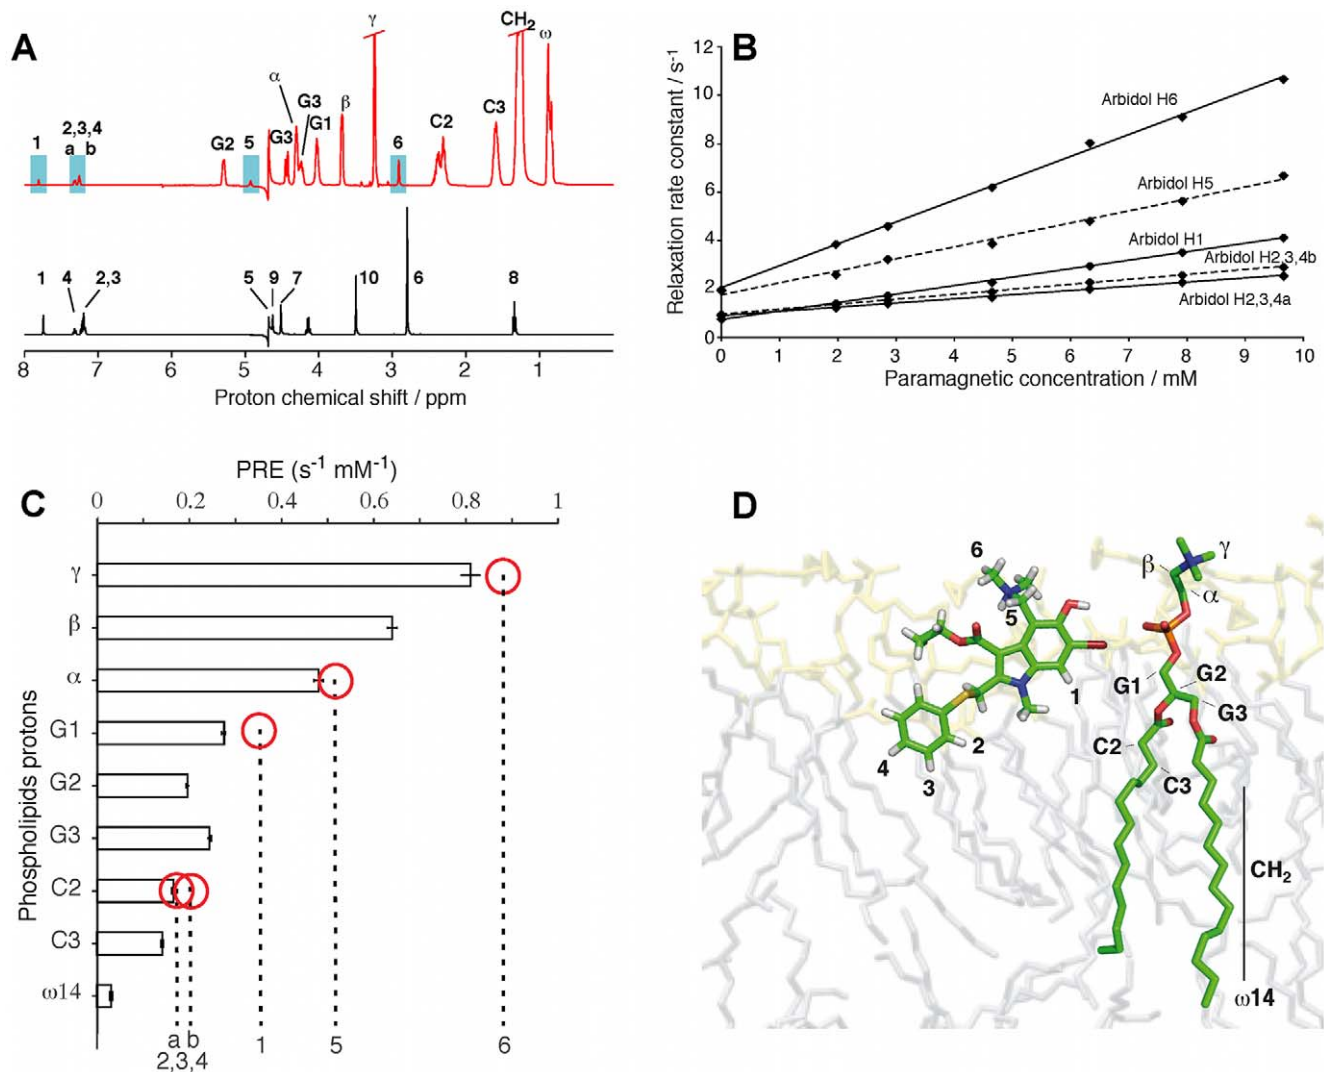 A
γ
CH2
ω
α
G3
β
G3
G1
C3
C2
2,3,4
1
a b
G2
5
6
1
4
2,3
5
9
7
10
6
8
8
7
6
5
4
3
2
1
Proton chemical shift / ppm
B
Relaxation rate constant / s-1
12
10
8
6
4
2
0
Arbidol H6
Arbidol H5
Arbidol H1
Arbidol H2,3,4b
Arbidol H2,3,4a
0
1
2
3
4
5
6
7
8
9
10
Paramagnetic concentration / mM
C
PRE (s-1 mM-1)
0
0.2
0.4
0.6
0.8
1
Phospholipids protons
γ
β
α
G1
G2
G3
C2
C3
ω14
a b
2,3,4
1
5
6
D
6
γ
β
α
5
1
G1
G2
G3
2
C2
4
3
C3
CH2
ω14